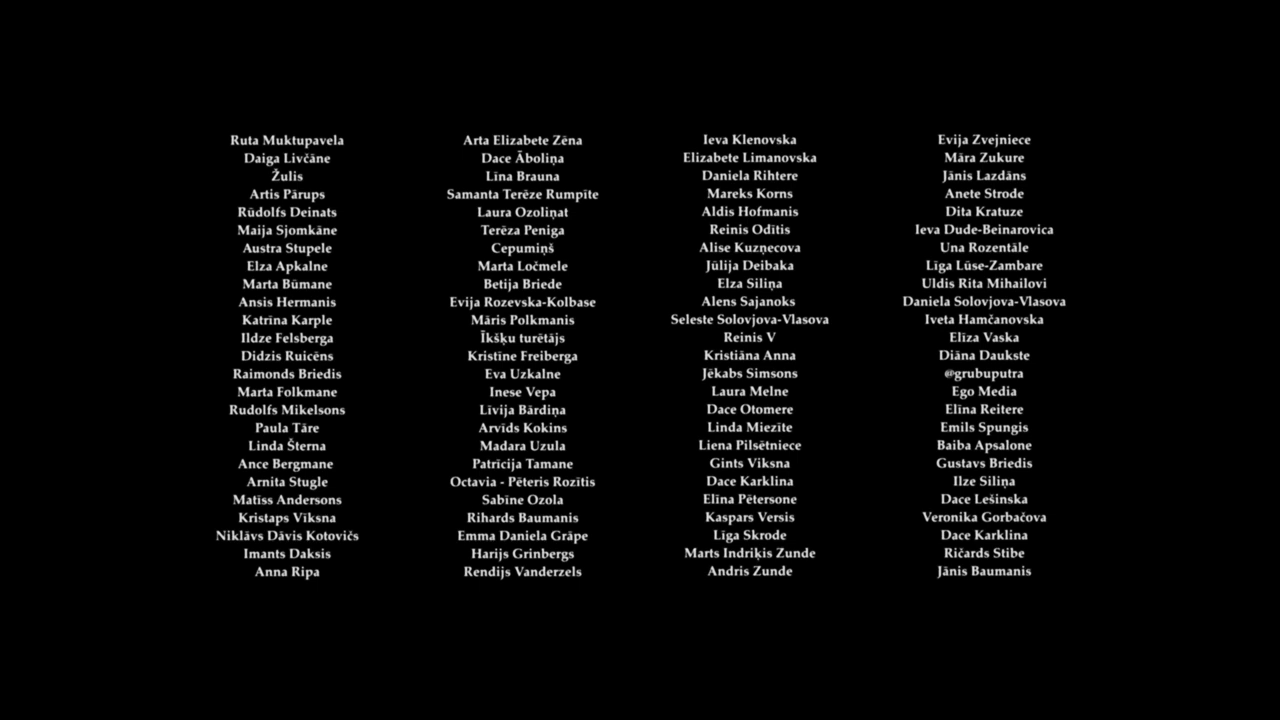 Ruta Muktupavela
Daiga Livčāne
Žulis
Artis Pārups
Rūdolfs Deinats
Maija Sjomkāne
Austra Stupele
Elza Apkalne
Marta Būmane
Ansis Hermanis
Katrīna Karple
Ildze Felsberga
Didzis Ruicēns
Raimonds Briedis
Marta Folkmane
Rudolfs Mikelsons
Paula Tāre
Linda Šterna
Ance Bergmane
Arnita Stugle
Matīss Andersons
Kristaps Vīksna
Niklāvs Dāvis Kotovičs
Imants Daksis
Anna Ripa
Arta Elizabete Zēna
Dace Āboliņa
Līna Brauna
Samanta Terēze Rumpīte
Laura Ozoliņat
Terēza Peniga
Cepumiņš
Marta Ločmele
Betija Briede
Evija Rozevska-Kolbase
Māris Polkmanis
Īkšķu turētājs
Kristīne Freiberga
Eva Uzkalne
Inese Vepa
Līvija Bārdiņa
Arvīds Kokins
Madara Uzula
Patrīcija Tamane
Octavia - Pēteris Rozītis
Sabīne Ozola
Rihards Baumanis
Emma Daniela Grāpe
Harijs Grinbergs
Rendijs Vanderzels
Ieva Klenovska
Elizabete Limanovska
Daniela Rihtere
Mareks Korns
Aldis Hofmanis
Reinis Odītis
Alise Kuzņecova
Jūlija Deibaka
Elza Siliņa
Alens Sajanoks
Seleste Solovjova-Vlasova
Reinis V
Kristiāna Anna
Jēkabs Simsons
Laura Melne
Dace Otomere
Linda Miezīte
Liena Pilsētniece
Gints Viksna
Dace Karklina
Elīna Pētersone
Kaspars Versis
Līga Skrode
Marts Indriķis Zunde
Andris Zunde
Evija Zvejniece
Māra Zukure
Jānis Lazdāns
Anete Strode
Dita Kratuze
Ieva Dude-Beinarovica
Una Rozentāle
Līga Lūse-Zambare
Uldis Rita Mihailovi
Daniela Solovjova-Vlasova
Iveta Hamčanovska
Elīza Vaska
Diāna Daukste
@grubuputra
Ego Media
Elīna Reitere
Emils Spungis
Baiba Apsalone
Gustavs Briedis
Ilze Siliņa
Dace Lešinska
Veronika Gorbačova
Dace Karklina
Ričards Stibe
Jānis Baumanis